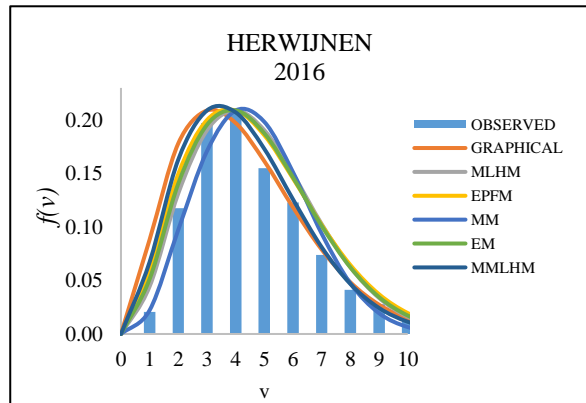 HERWIJNEN
2016
f(v)
0.20
0.15
0.10
0.05
0.00
0 1 2 3 4 5 6 7 8 9 10
v
OBSERVED
GRAPHICAL
MLHM
EPFM
MM
EM
MMLHM